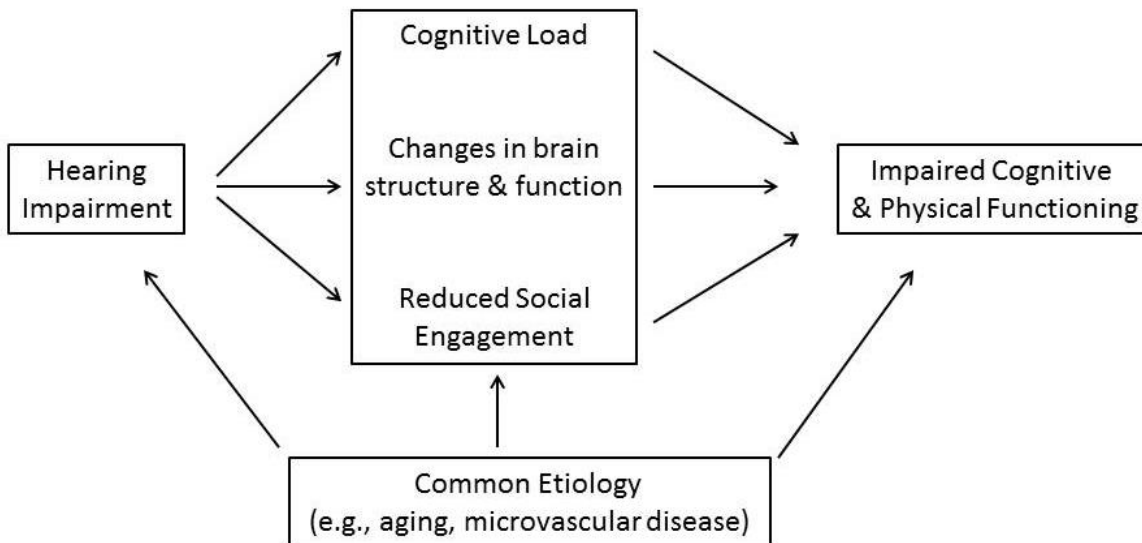 Cognitive Load
Hearing
Impairment
Changes in brain
structure & function
Impaired Cognitive
& Physical Functioning
Reduced Social
Engagement
Common Etiology
(e.g., aging, microvascular disease)